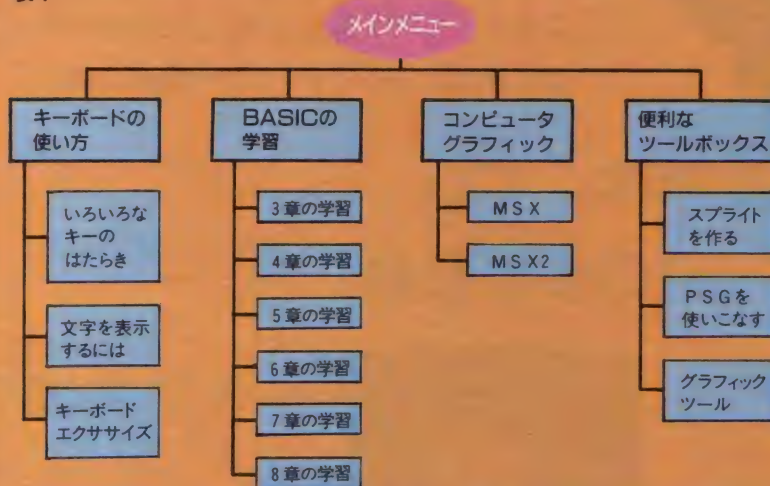 メインメニュー
キーボードの
使い方
いろいろな
キーの
はたらき
文字を表示
するには
キーボード
エクササイズ
BASICの
学習
3章の学習
4章の学習
5章の学習
6章の学習
7章の学習
8章の学習
コンピュータ
グラフィック
MSX
MSX2
便利な
ツールボックス
スプライト
を作る
PSGを
使いこなす
グラフィック
ツール